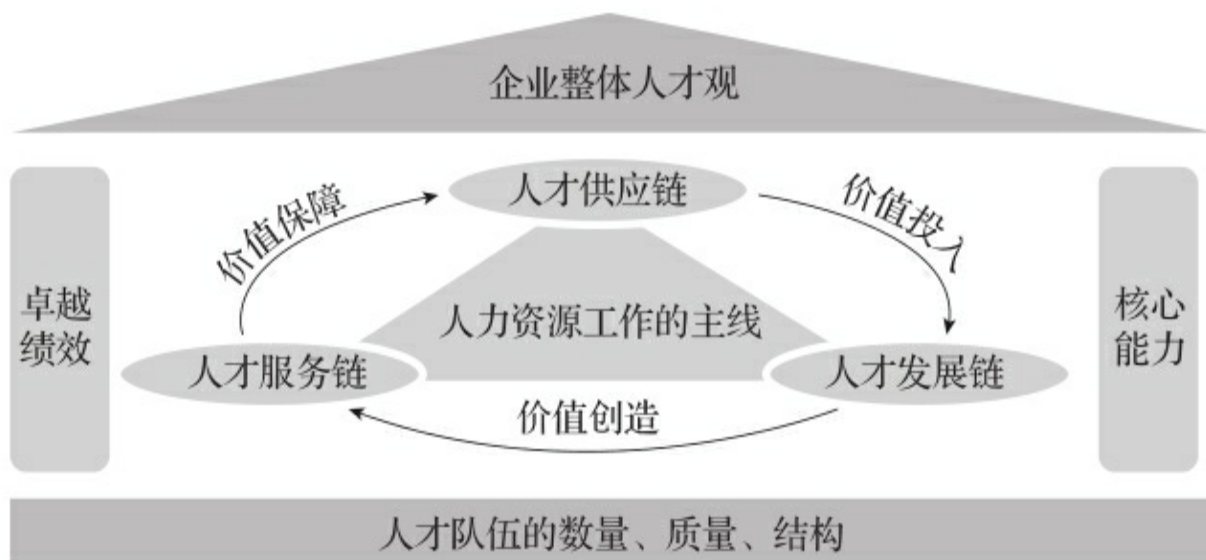 企业整体人才观
人才供应链
价值保障
价值投入
卓越
绩效
人力资源工作的主线
核心
能力
人才服务链
人才发展链
价值创造
人才队伍的数量、质量、结构